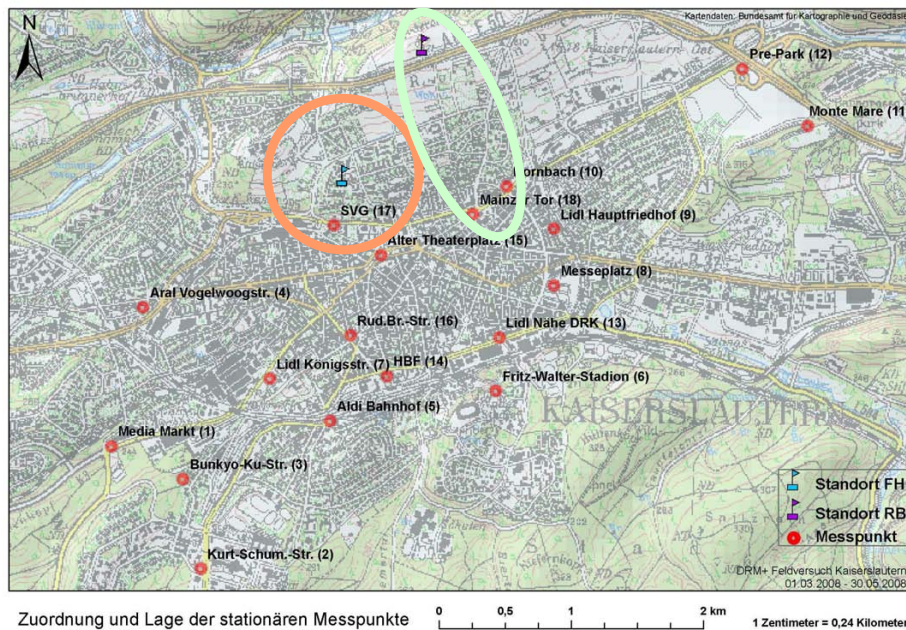 N
Kartendaten: Bundesamt für Kartographie und Geodäsie
Pre-Park (12)
Monte Mare (11)
Hornbach (10)
Mainzer Tor (18)
SVG (17)
Lidl Hauptfriedhof (9)
Alter Theaterplatz (15)
Messeplatz (8)
Aral Vogelwoogstr. (4)
Rud.Br.-Str. (16)
Lidl Nähe DRK (13)
HBF (14)
Lidl Königsstr. (7)
Fritz-Walter-Stadion (6)
KAISERSLAUTERN
Aldi Bahnhof (5)
Media Markt (1)
Bunkyo-Ku-Str. (3)
Standort FH
Standort RB
Messpunkt
Kurt-Schum.-Str. (2)
DRM+ Feldversuch Kaiserslautern
01.03.2008 - 30.05.2008
Zuordnung und Lage der stationären Messpunkte
0 0,5 1 2 km
1 Zentimeter = 0,24 Kilometer